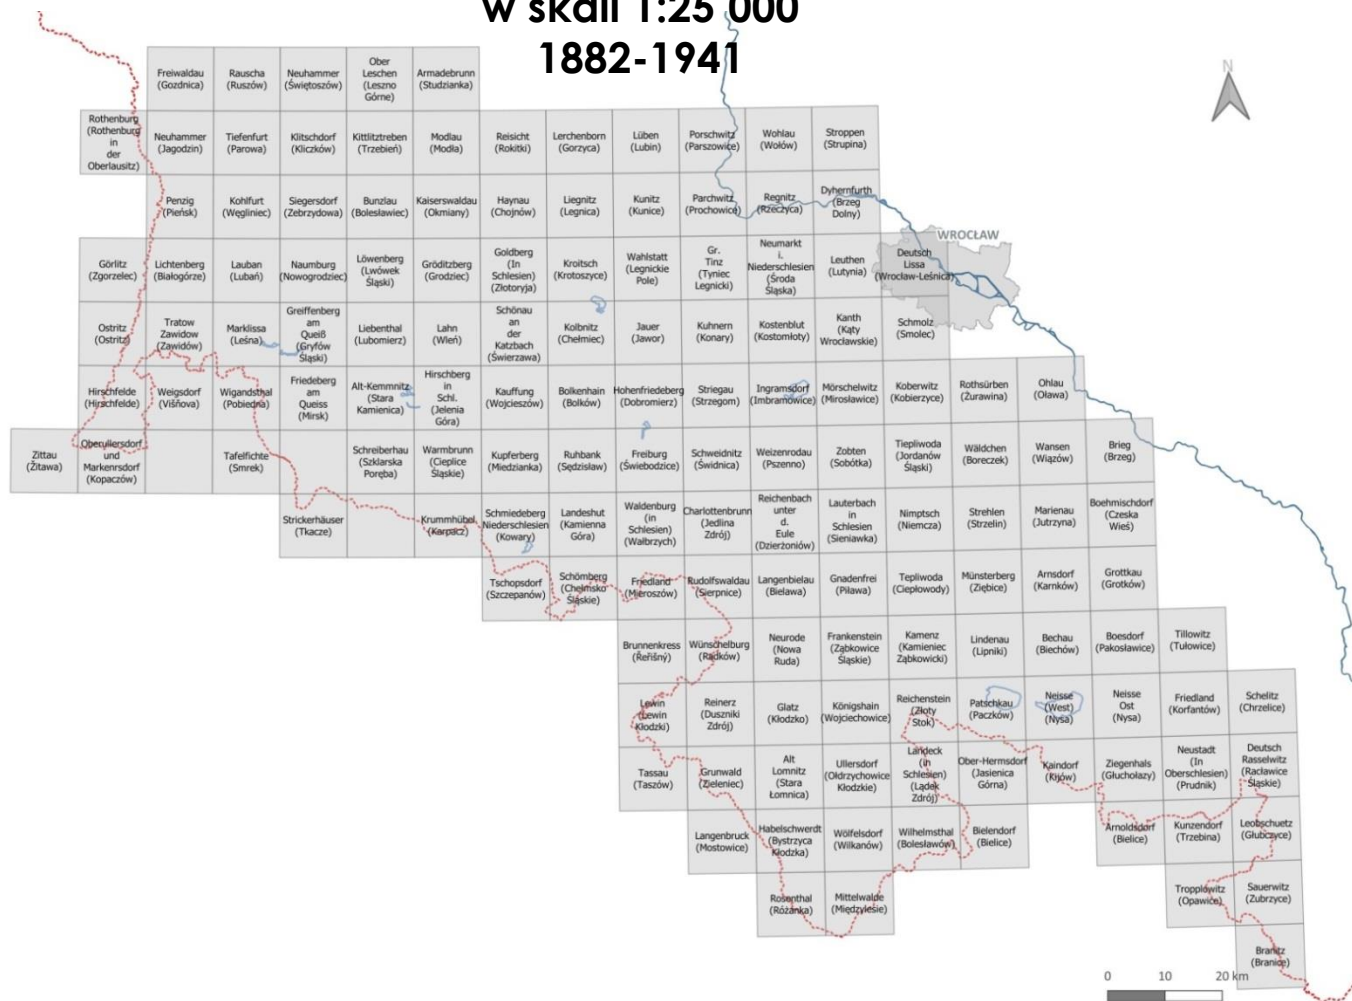 w skali 1:25 000
1882-1941
N
Freiwaldau
(Gozdnica)
Rauscha
(Ruszów)
Neuhammer
(Świętoszów)
Ober
Leschen
(Leszno
Górne)
Armadebrunn
(Studzianka)
Rothenburg
(Rothenburg
in
der
Oberlausitz)
Neuhammer
(Jagodzin)
Tiefenfurt
(Parowa)
Klitschdorf
(Kliczków)
Kittlitztreben
(Trzebień)
Modlau
(Modła)
Reisicht
(Rokitki)
Lerchenborn
(Gorzyca)
Lüben
(Lubin)
Porschwitz
(Parszowice)
Wohlau
(Wołów)
Stroppen
(Strupina)
Penzig
(Pieńsk)
Kohlfurt
(Węgliniec)
Siegersdorf
(Zebrzydowa)
Bunzlau
(Bolesławiec)
Kaiserswaldau
(Okmiany)
Haynau
(Chojnów)
Liegnitz
(Legnica)
Kunitz
(Kunice)
Parchwitz
(Prochowice)
Regnitz
(Rzeczyca)
Dyhernfurth
(Brzeg
Dolny)
WROCŁAW
Görlitz
(Zgorzelec)
Lichtenberg
(Białogórze)
Lauban
(Lubań)
Naumburg
(Nowogrodziec)
Löwenberg
(Lwówek
Śląski)
Gröditzberg
(Grodziec)
Goldberg
(In
Schlesien)
(Złotoryja)
Kroitsch
(Krotoszyce)
Wahlstatt
(Legnickie
Pole)
Gr.
Tinz
(Tyniec
Legnicki)
Neumarkt
i.
Niederschlesien
(Środa
Śląska)
Leuthen
(Lutynia)
Deutsch
Lissa
(Wrocław-Leśnica)
Ostritz
(Ostritz)
Tratow
Zawidow
(Zawidów)
Marklissa
(Leśna)
Greiffenberg
am
Queiß
(Gryfów
Śląski)
Liebenthal
(Lubomierz)
Lahn
(Wleń)
Schönau
an
der
Katzbach
(Świerzawa)
Kolbnitz
(Chełmiec)
Jauer
(Jawor)
Kuhnern
(Konary)
Kostenblut
(Kostomłoty)
Kanth
(Kąty
Wrocławskie)
Schmolz
(Smolec)
Hirschfelde
(Hirschfelde)
Weigsdorf
(Višňova)
Wigandsthal
(Pobiedna)
Friedeberg
am
Queiss
(Mirsk)
Alt-Kemmnitz
(Stara
Kamienica)
Hirschberg
in
Schl.
(Jelenia
Góra)
Kauffung
(Wojcieszów)
Bolkenhain
(Bolków)
Hohenfriedeberg
(Dobromierz)
Striegau
(Strzegom)
Ingramsdorf
(Imbramowice)
Mörschelwitz
(Mirosławice)
Koberwitz
(Kobierzyce)
Rothsürben
(Żurawina)
Ohlau
(Oława)
Zittau
(Žitawa)
Oberullersdorf
und
Markenrsdorf
(Kopaczów)
Tafelfichte
(Smrek)
Schreiberhau
(Szklarska
Poręba)
Warmbrunn
(Cieplice
Śląskie)
Kupferberg
(Miedzianka)
Ruhbank
(Sędzisław)
Freiburg
(Świebodzice)
Schweidnitz
(Świdnica)
Weizenrodau
(Pszenno)
Zobten
(Sobótka)
Tiepliwoda
(Jordanów
Śląski)
Wäldchen
(Boreczek)
Wansen
(Wiązów)
Brieg
(Brzeg)
Strickerhäuser
(Tkacze)
Krummhübel
(Karpacz)
Schmiedeberg
Niederschlesien
(Kowary)
Landeshut
(Kamienna
Góra)
Waldenburg
(in
Schlesien)
(Wałbrzych)
Charlottenbrunn
(Jedlina
Zdrój)
Reichenbach
unter
d.
Eule
(Dzierżoniów)
Lauterbach
in
Schlesien
(Sieniawka)
Nimptsch
(Niemcza)
Strehlen
(Strzelin)
Marienau
(Jutrzyna)
Boehmischdorf
(Czeska
Wieś)
Tschopsdorf
(Szczepanów)
Schömberg
(Chełmsko
Śląskie)
Friedland
(Mieroszów)
Rudolfswaldau
(Sierpnice)
Langenbielau
(Bielawa)
Gnadenfrei
(Piława)
Tepliwoda
(Ciepłowody)
Münsterberg
(Ziębice)
Arnsdorf
(Karnków)
Grottkau
(Grotków)
Brunnenkress
(Řeřišný)
Wünschelburg
(Radków)
Neurode
(Nowa
Ruda)
Frankenstein
(Ząbkowice
Śląskie)
Kamenz
(Kamieniec
Ząbkowicki)
Lindenau
(Lipniki)
Bechau
(Biechów)
Boesdorf
(Pakosławice)
Tillowitz
(Tułowice)
Lewin
(Lewin
Kłodzki)
Reinerz
(Duszniki
Zdrój)
Glatz
(Kłodzko)
Königshain
(Wojciechowice)
Reichenstein
(Złoty
Stok)
Patschkau
(Paczków)
Neisse
(West)
(Nysa)
Neisse
Ost
(Nysa)
Friedland
(Korfantów)
Schelitz
(Chrzelice)
Tassau
(Taszów)
Grunwald
(Zieleniec)
Alt
Lomnitz
(Stara
Łomnica)
Ullersdorf
(Ołdrzychowice
Kłodzkie)
Landeck
(in
Schlesien)
(Lądek
Zdrój)
Ober-Hermsdorf
(Jasienica
Górna)
Kaindorf
(Kijów)
Ziegenhals
(Głuchołazy)
Neustadt
(In
Oberschlesien)
(Prudnik)
Deutsch
Rasselwitz
(Racławice
Śląskie)
Langenbruck
(Mostowice)
Habelschwerdt
(Bystrzyca
Kłodzka)
Wölfelsdorf
(Wilkanów)
Wilhelmsthal
(Bolesławów)
Bielendorf
(Bielice)
Arnoldsdorf
(Bielice)
Kunzendorf
(Trzebina)
Leobschuetz
(Głubczyce)
Rosenthal
(Różanka)
Mittelwalde
(Międzylesie)
Tropplowitz
(Opawice)
Sauerwitz
(Zubrzyce)
Branitz
(Branice)
0 10 20 km